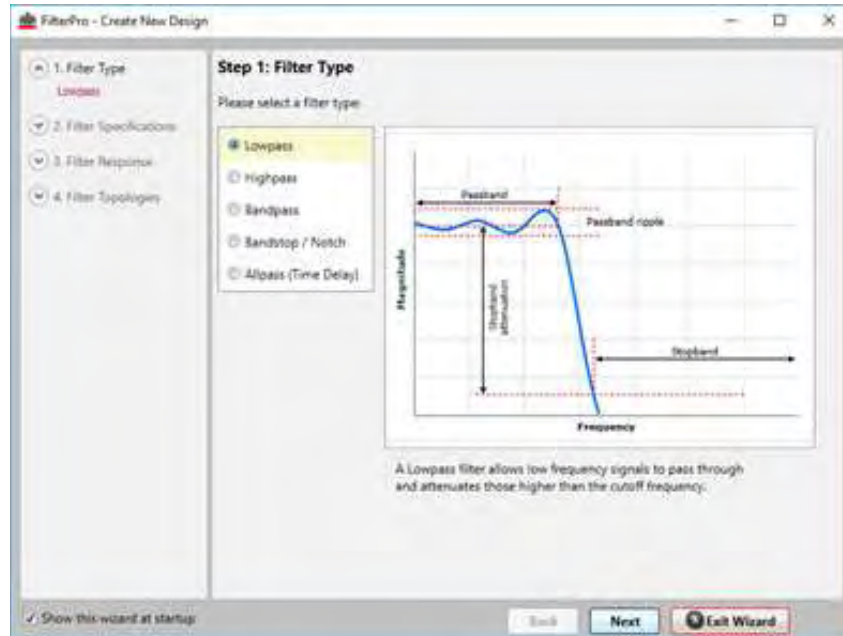 FilterPro - Create New Design
1. Filter Type
Lowpass
2. Filter Specifications
3. Filter Response
4. Filter Topologies
Step 1: Filter Type
Please select a filter type:
Lowpass
Highpass
Bandpass
Bandstop / Notch
Allpass (Time Delay)
Passband
Passband ripple
Magnitude
Stopband
attenuation
Stopband
Frequency
A Lowpass filter allows low frequency signals to pass through
and attenuates those higher than the cutoff frequency.
Show this wizard at startup
Back
Next
Exit Wizard